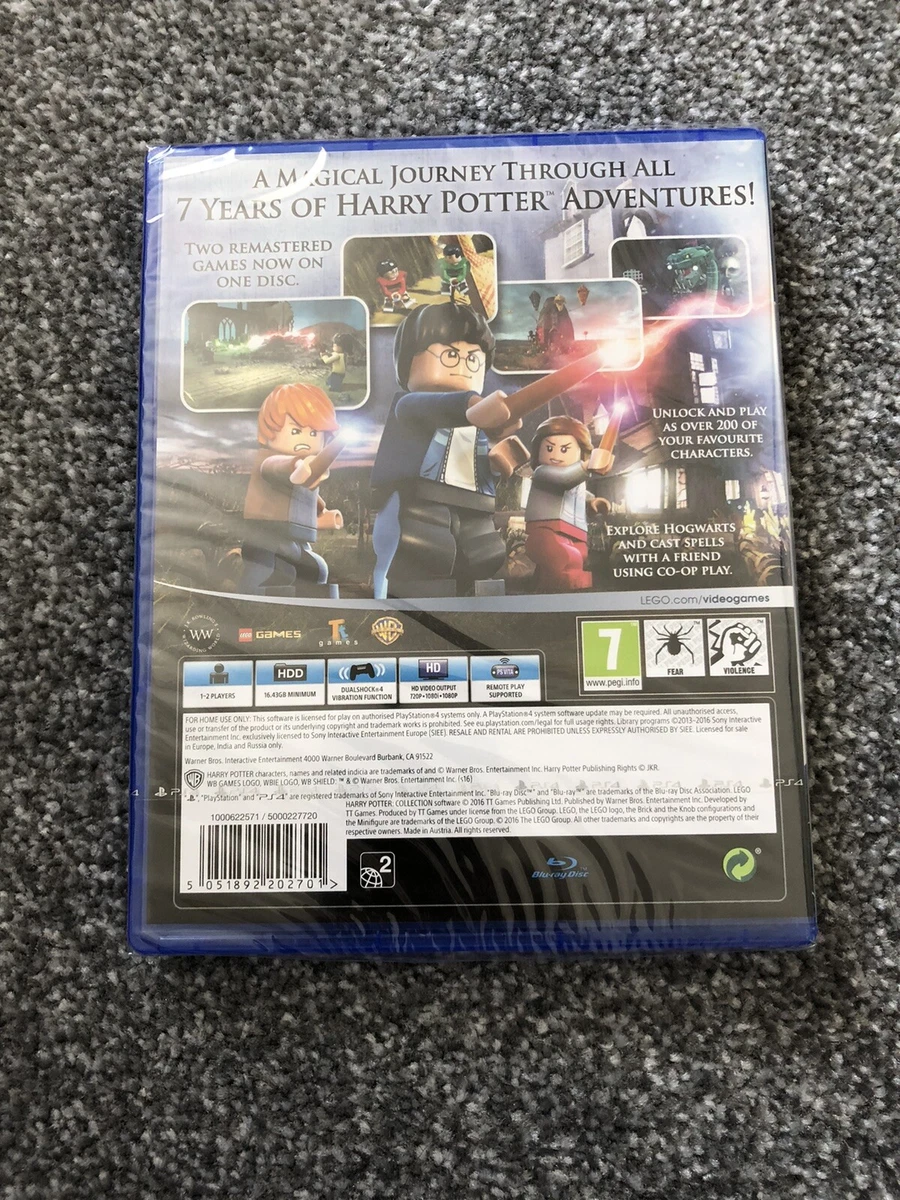 A MAGICAL JOURNEY THROUGH ALL
7 YEARS OF HARRY POTTER™ ADVENTURES!
TWO REMASTERED
GAMES NOW ON
ONE DISC.
UNLOCK AND PLAY
AS OVER 200 OF
YOUR FAVOURITE
CHARACTERS.
EXPLORE HOGWARTS
AND CAST SPELLS
WITH A FRIEND
USING CO-OP PLAY.
LEGO.com/videogames
J.K. ROWLING'S
WW
WIZARDING WORLD
LEGO GAMES
Tt
games
WB
7
www.pegi.info
FEAR
VIOLENCE
1-2 PLAYERS
HDD
16.43GB MINIMUM
DUALSHOCK®4
VIBRATION FUNCTION
HD
HD VIDEO OUTPUT
720p•1080i•1080P
PS VITA
REMOTE PLAY
SUPPORTED
FOR HOME USE ONLY: This software is licensed for play on authorised PlayStation®4 systems only. A PlayStation®4 system software update may be required. All unauthorised access,
use or transfer of the product or its underlying copyright and trademark works is prohibited. See eu.playstation.com/legal for full usage rights. Library programs ©2013–2016 Sony Interactive
Entertainment Inc. exclusively licensed to Sony Interactive Entertainment Europe (SIEE). RESALE AND RENTAL ARE PROHIBITED UNLESS EXPRESSLY AUTHORISED BY SIEE. Licensed for sale
in Europe, India and Russia only.
Warner Bros. Interactive Entertainment 4000 Warner Boulevard Burbank, CA 91522
HARRY POTTER characters, names and related indicia are trademarks of and © Warner Bros. Entertainment Inc. Harry Potter Publishing Rights © JKR.
WB GAMES LOGO, WBIE LOGO, WB SHIELD: ™ & © Warner Bros. Entertainment Inc. (s16)
"PlayStation" and "PS4" are registered trademarks of Sony Interactive Entertainment Inc. "Blu-ray Disc™" and "Blu-ray™" are trademarks of the Blu-ray Disc Association. LEGO
HARRY POTTER: COLLECTION software © 2016 TT Games Publishing Ltd. Published by Warner Bros. Entertainment Inc. Developed by
TT Games. Produced by TT Games under license from the LEGO Group. LEGO, the LEGO logo, the Brick and the Knob configurations and
the Minifigure are trademarks of the LEGO Group. © 2016 The LEGO Group. All other trademarks and copyrights are the property of their
respective owners. Made in Austria. All rights reserved.
PS4
1000622571 / 5000227720
5 051892 202701 >
2
Blu-ray Disc